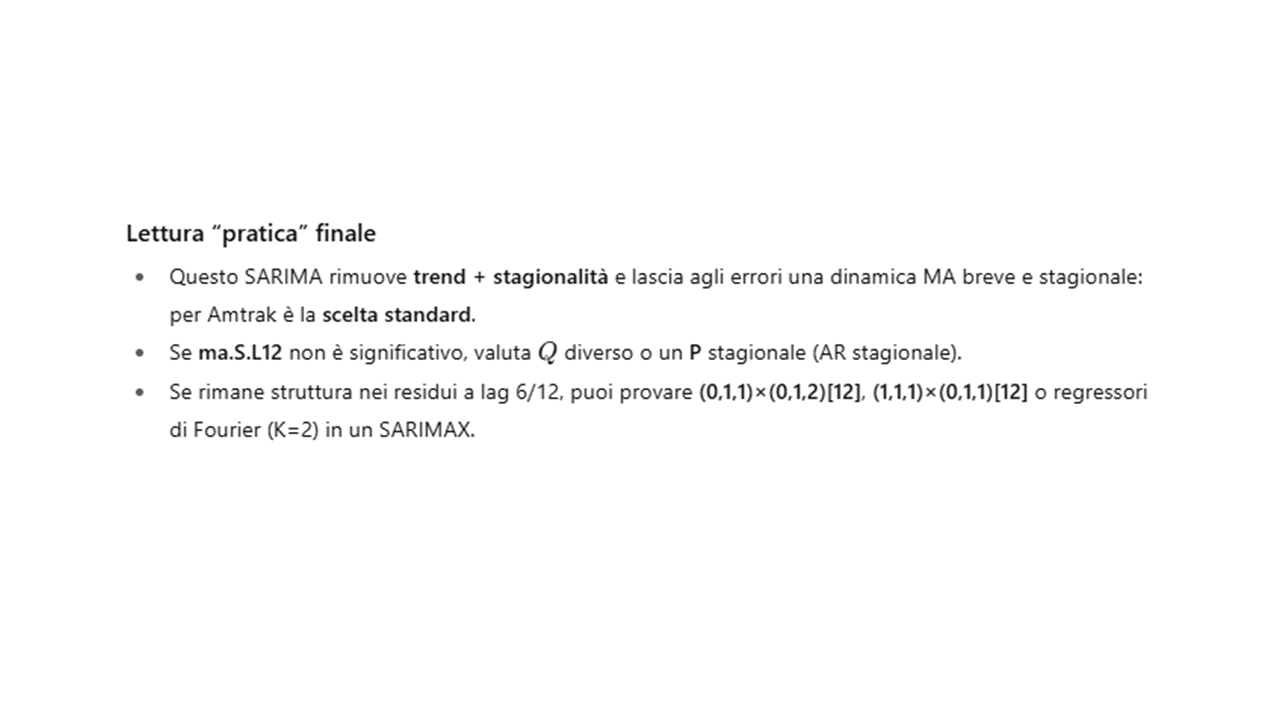 Lettura “pratica” finale
• Questo SARIMA rimuove trend + stagionalità e lascia agli errori una dinamica MA breve e stagionale:
per Amtrak è la scelta standard.
• Se ma.S.L12 non è significativo, valuta Q diverso o un P stagionale (AR stagionale).
• Se rimane struttura nei residui a lag 6/12, puoi provare (0,1,1)×(0,1,2)[12], (1,1,1)×(0,1,1)[12] o regressori
di Fourier (K=2) in un SARIMAX.